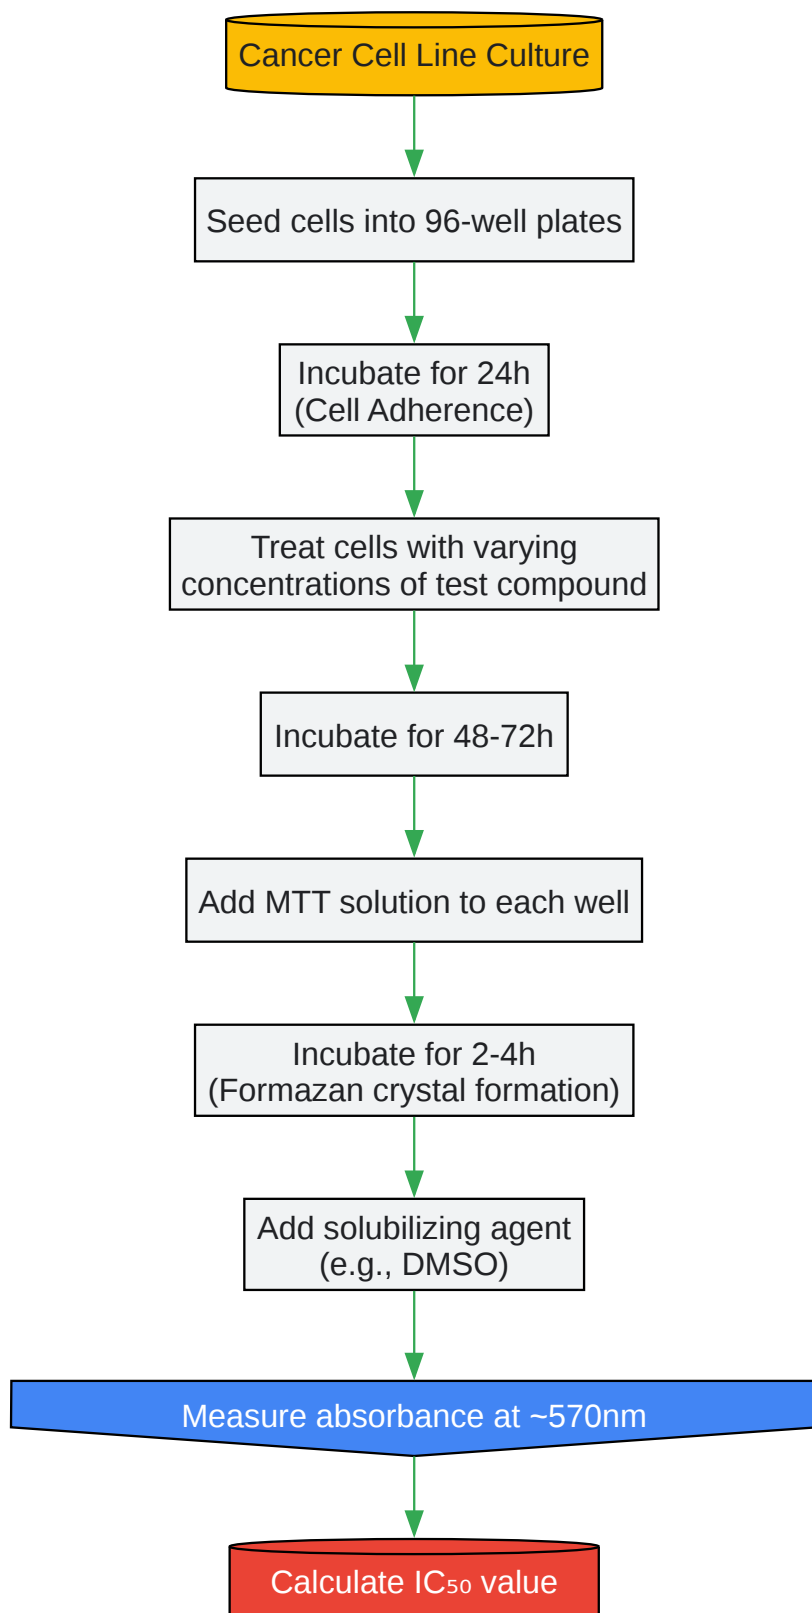 Cancer Cell Line Culture
Seed cells into 96-well plates
Incubate for 24h
(Cell Adherence)
Treat cells with varying
concentrations of test compound
Incubate for 48-72h
Add MTT solution to each well
Incubate for 2-4h
(Formazan crystal formation)
Add solubilizing agent
(e.g., DMSO)
Measure absorbance at ~570nm
Calculate IC₅₀ value